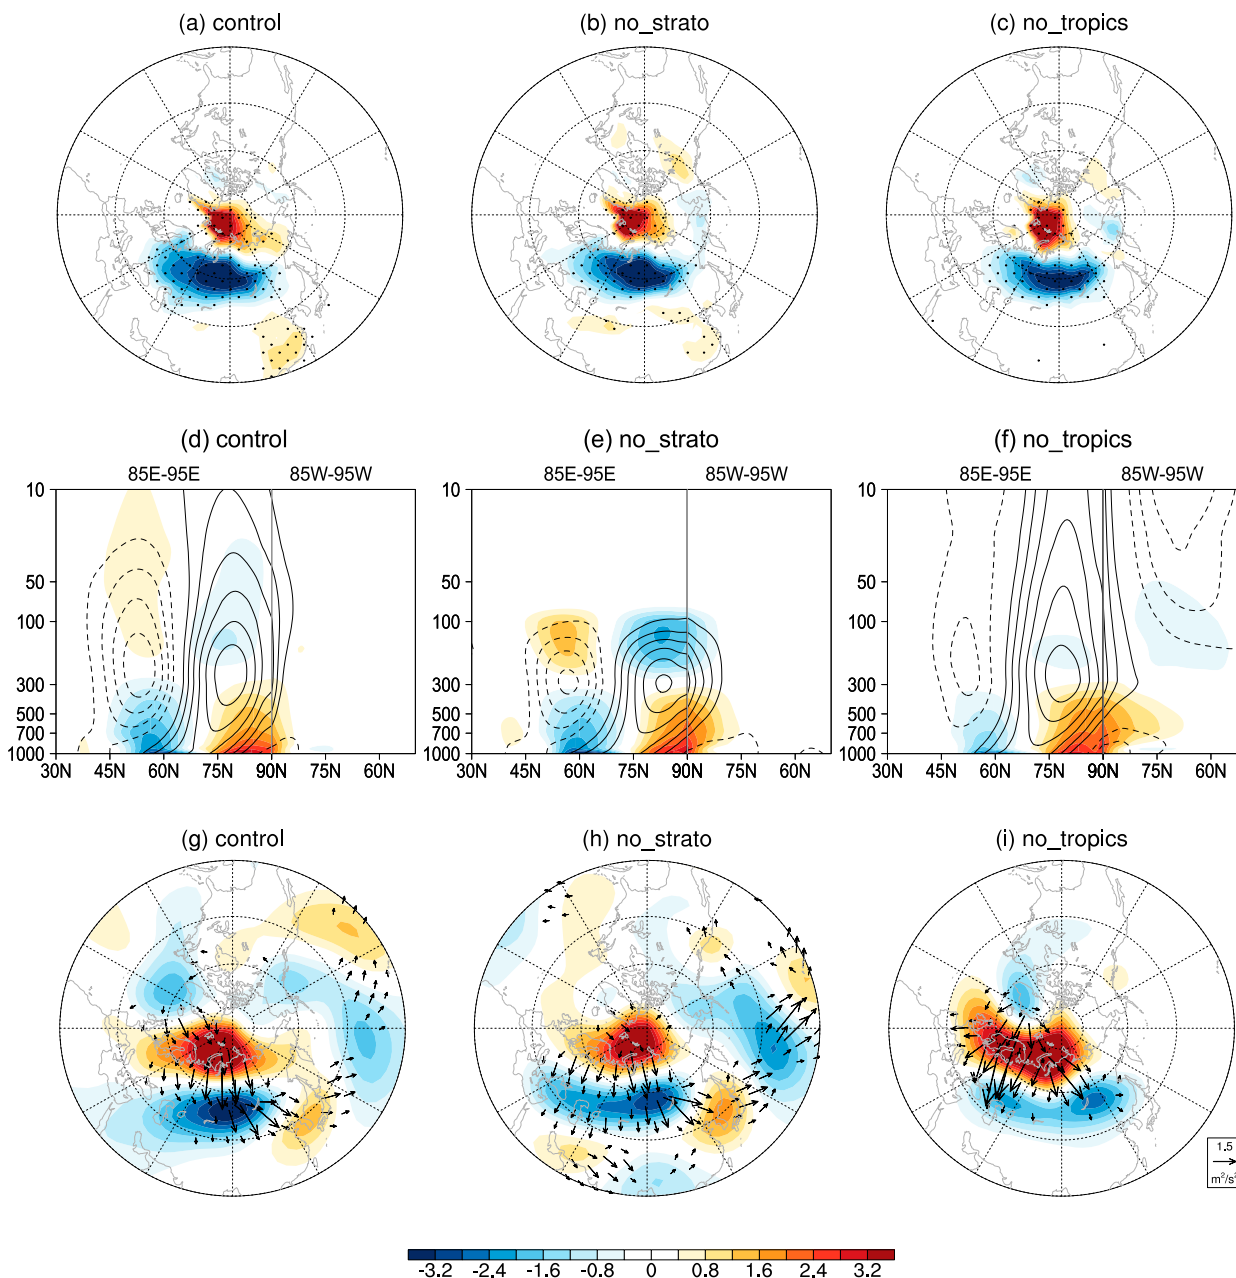 (a) control (b) no_strato (c) no_tropics
(d) control (e) no_strato (f) no_tropics
85E-95E 85W-95W 85E-95E 85W-95W 85E-95E 85W-95W
10 10 10
50 50 50
100 100 100
300 300 300
500 500 500
700 700 700
1000 1000 1000
30N 45N 60N 75N 90N 75N 60N 30N 45N 60N 75N 90N 75N 60N 30N 45N 60N 75N 90N 75N 60N
(g) control (h) no_strato (i) no_tropics
1.5
-3.2 -2.4 -1.6 -0.8 0 0.8 1.6 2.4 3.2